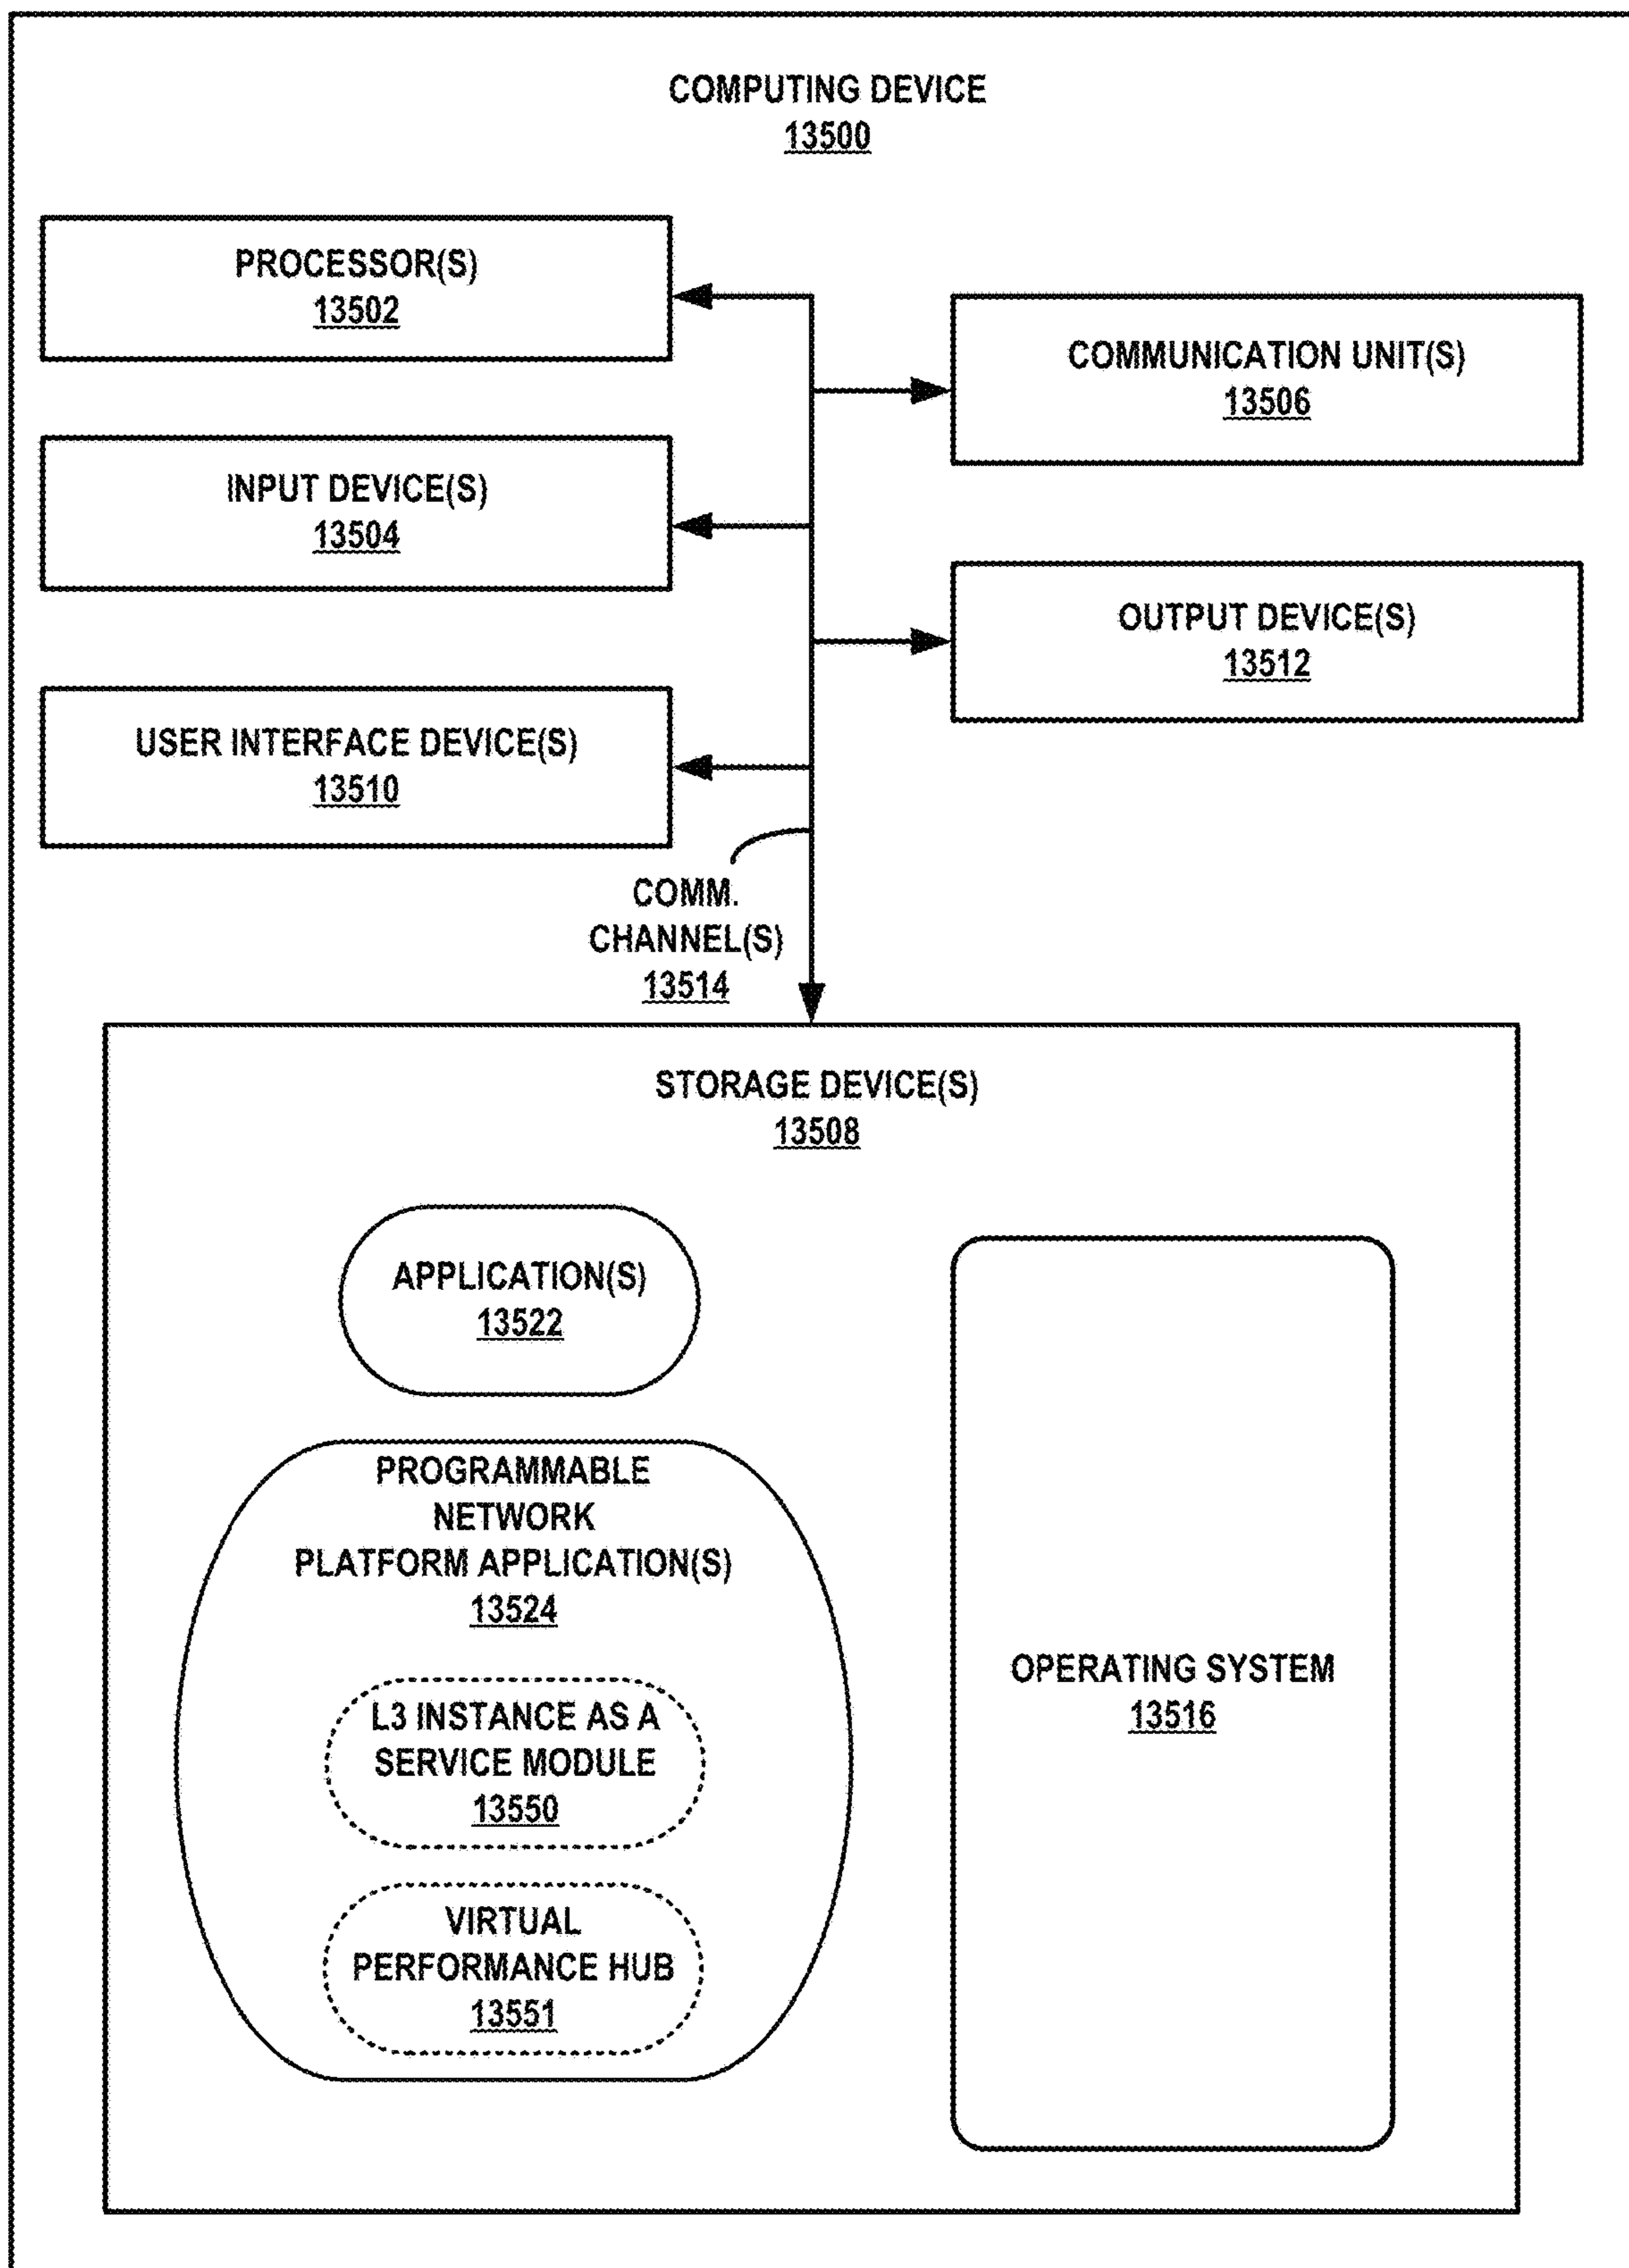 COMPUTING DEVICE
13500
PROCESSOR(S)
13502
COMMUNICATION UNIT(S)
13506
INPUT DEVICE(S)
13504
OUTPUT DEVICE(S)
13512
USER INTERFACE DEVICE(S)
13510
COMM.
CHANNEL(S)
13514
STORAGE DEVICE(S)
13508
APPLICATION(S)
13522
PROGRAMMABLE
NETWORK
PLATFORM APPLICATION(S)
13524
L3 INSTANCE AS A
SERVICE MODULE
13550
VIRTUAL
PERFORMANCE HUB
13551
OPERATING SYSTEM
13516